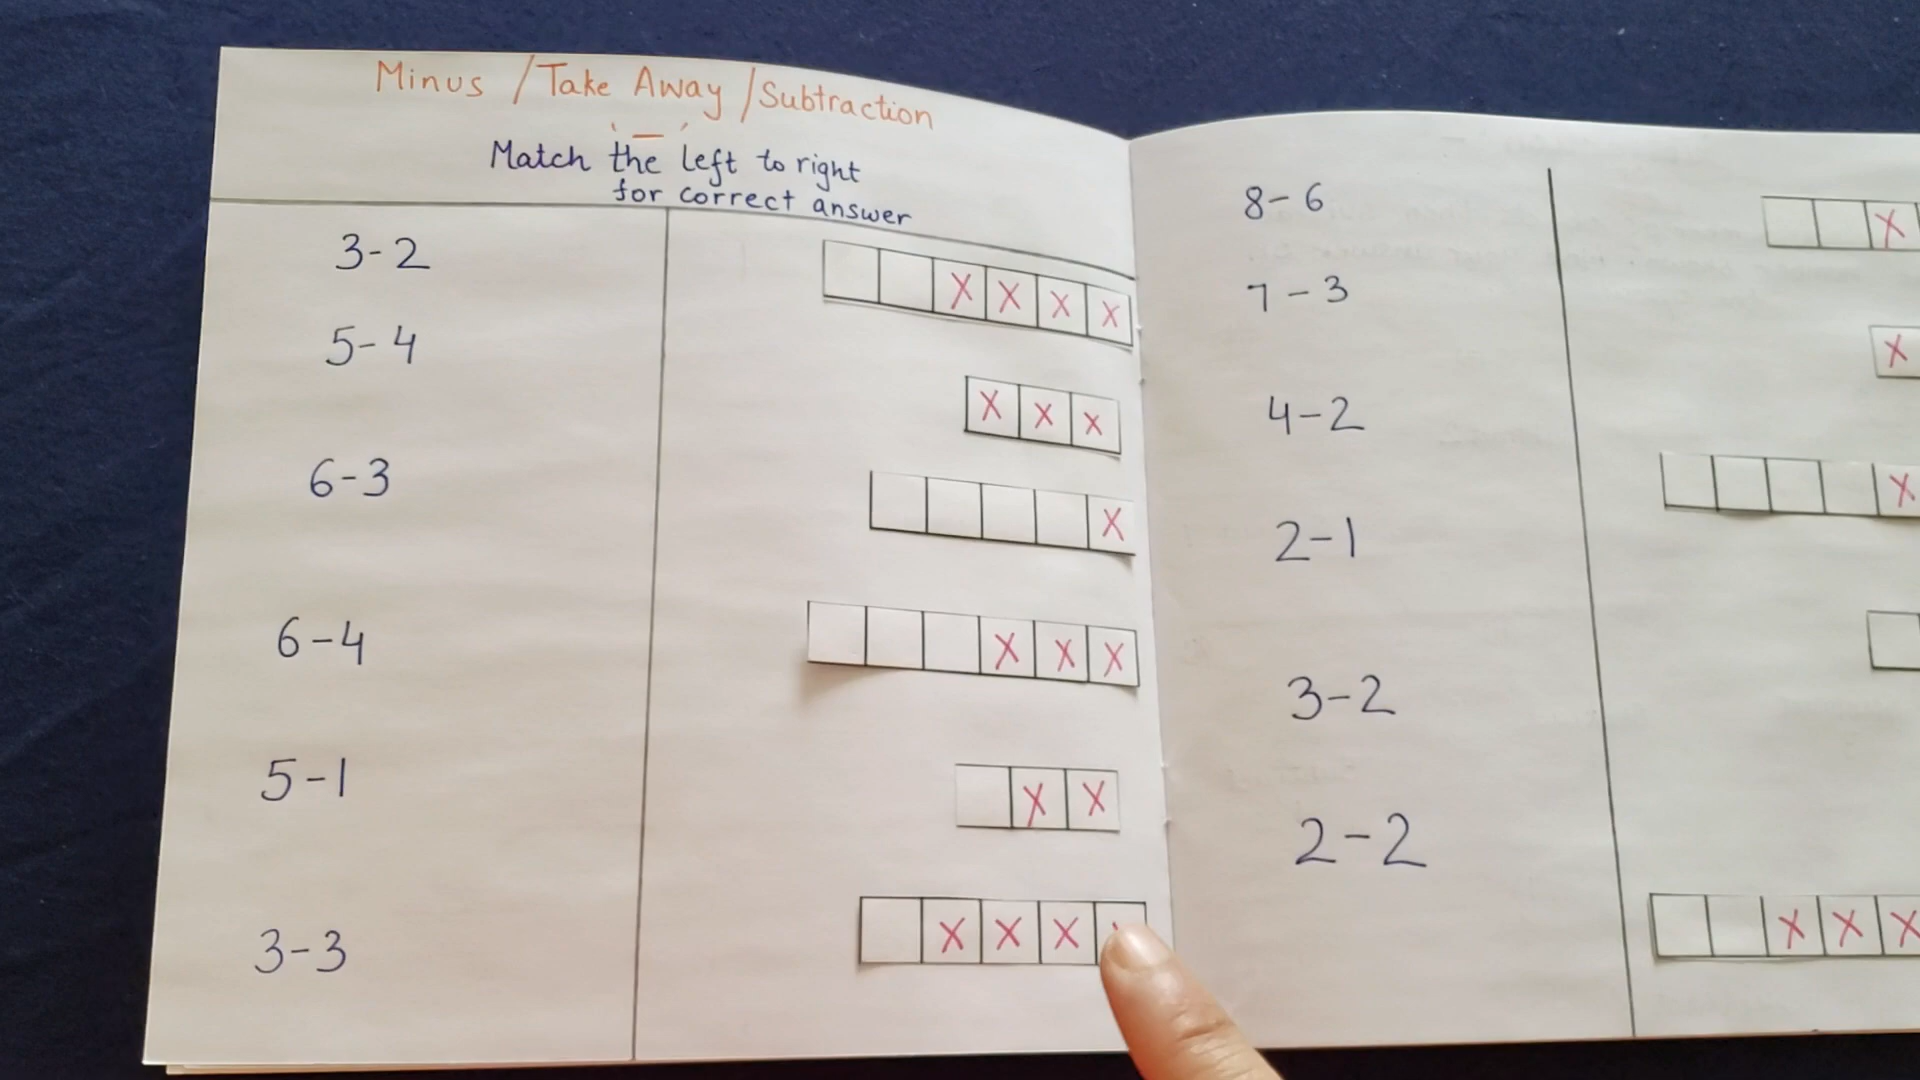 Minus / Take Away / Subtraction
' — '
Match the left to right
for correct answer
3-2
5-4
6-3
6-4
5-1
3-3
X X X X
X X X
X
X X X
X X
X X X
8-6
7-3
4-2
2-1
3-2
2-2
X
X
X
X X X